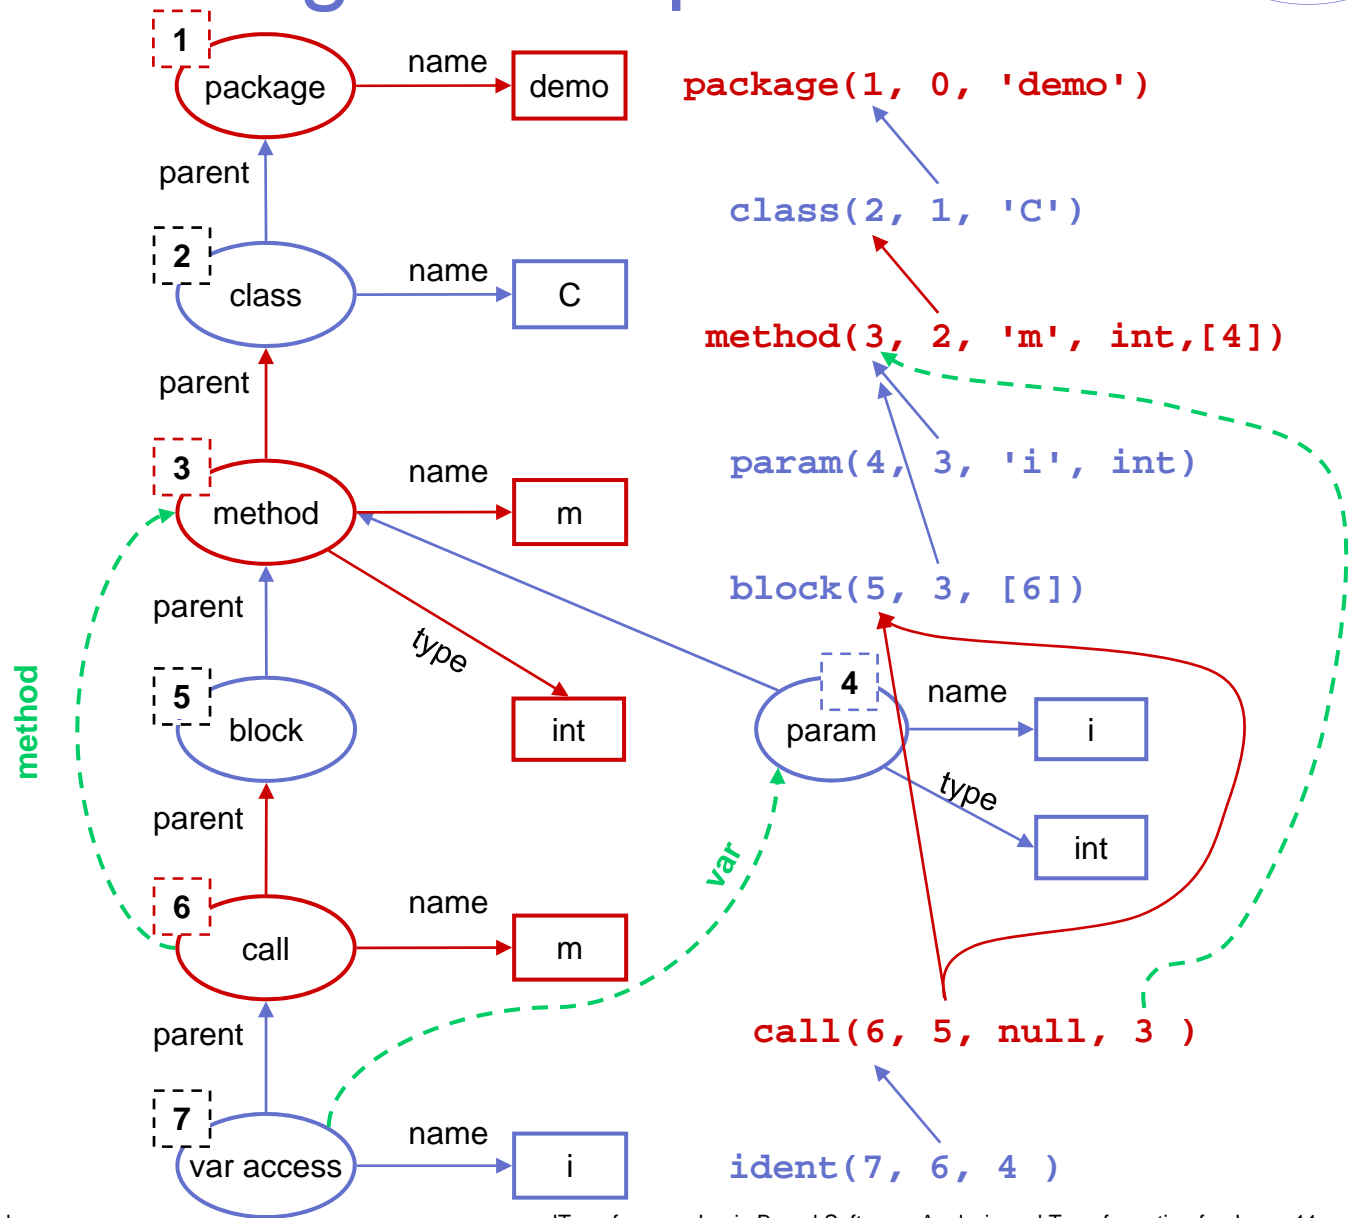 1
package
name
demo
package(1, 0, 'demo')
parent
2
class
name
C
class(2, 1, 'C')
parent
3
method
name
m
method(3, 2, 'm', int,[4])
param(4, 3, 'i', int)
parent
type
int
block(5, 3, [6])
method
5
block
4
param
name
i
type
int
parent
var
6
call
name
m
call(6, 5, null, 3 )
parent
7
var access
name
i
ident(7, 6, 4 )